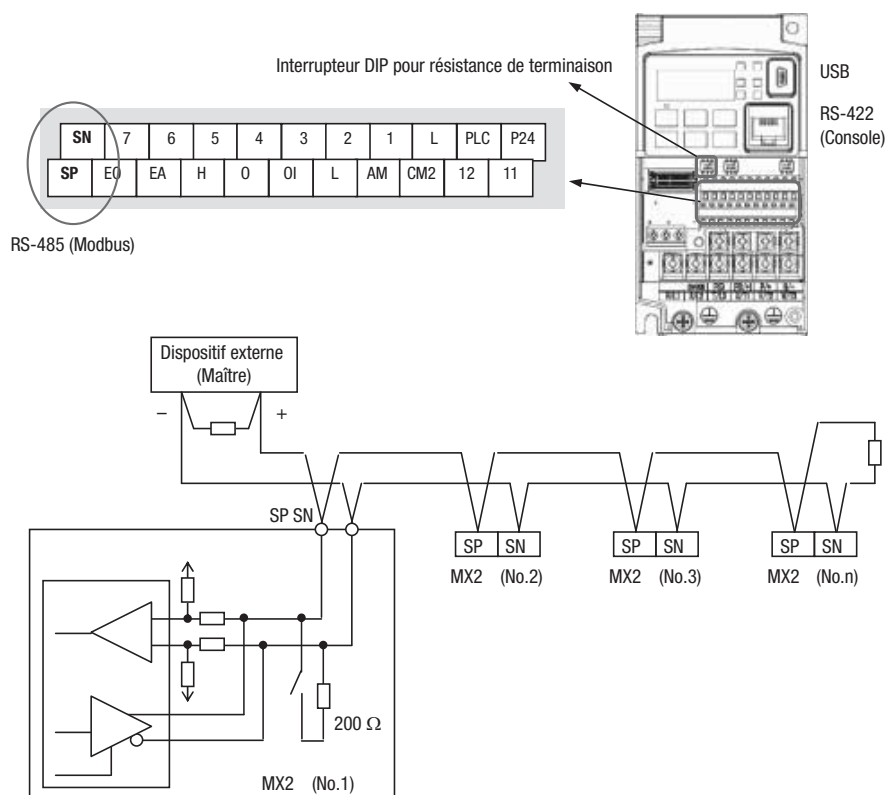 Interrupteur DIP pour résistance de terminaison
USB
RS-422
(Console)
SN 7 6 5 4 3 2 1 L PLC P24
SP EO EA H O OI L AM CM2 12 11
RS-485 (Modbus)
Dispositif externe
(Maître)
– +
SP SN
SP SN
SP SN
SP SN
MX2 (No.2)
MX2 (No.3)
MX2 (No.n)
200 Ω
MX2 (No.1)